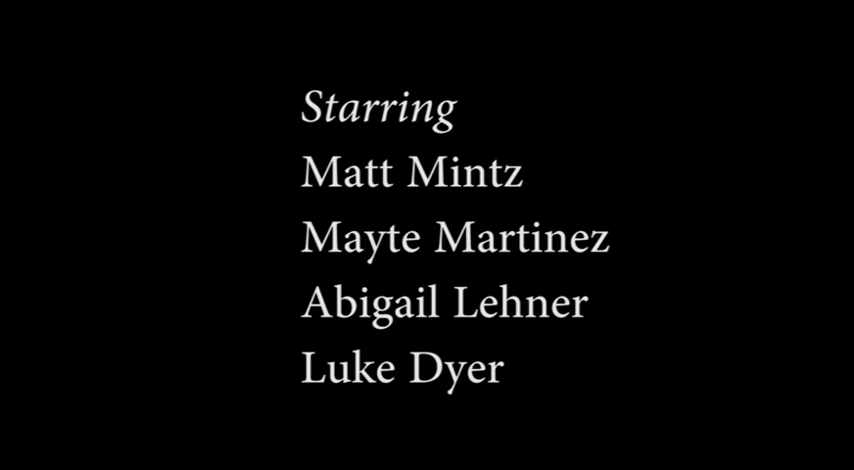 Starring
Matt Mintz
Mayte Martinez
Abigail Lehner
Luke Dyer